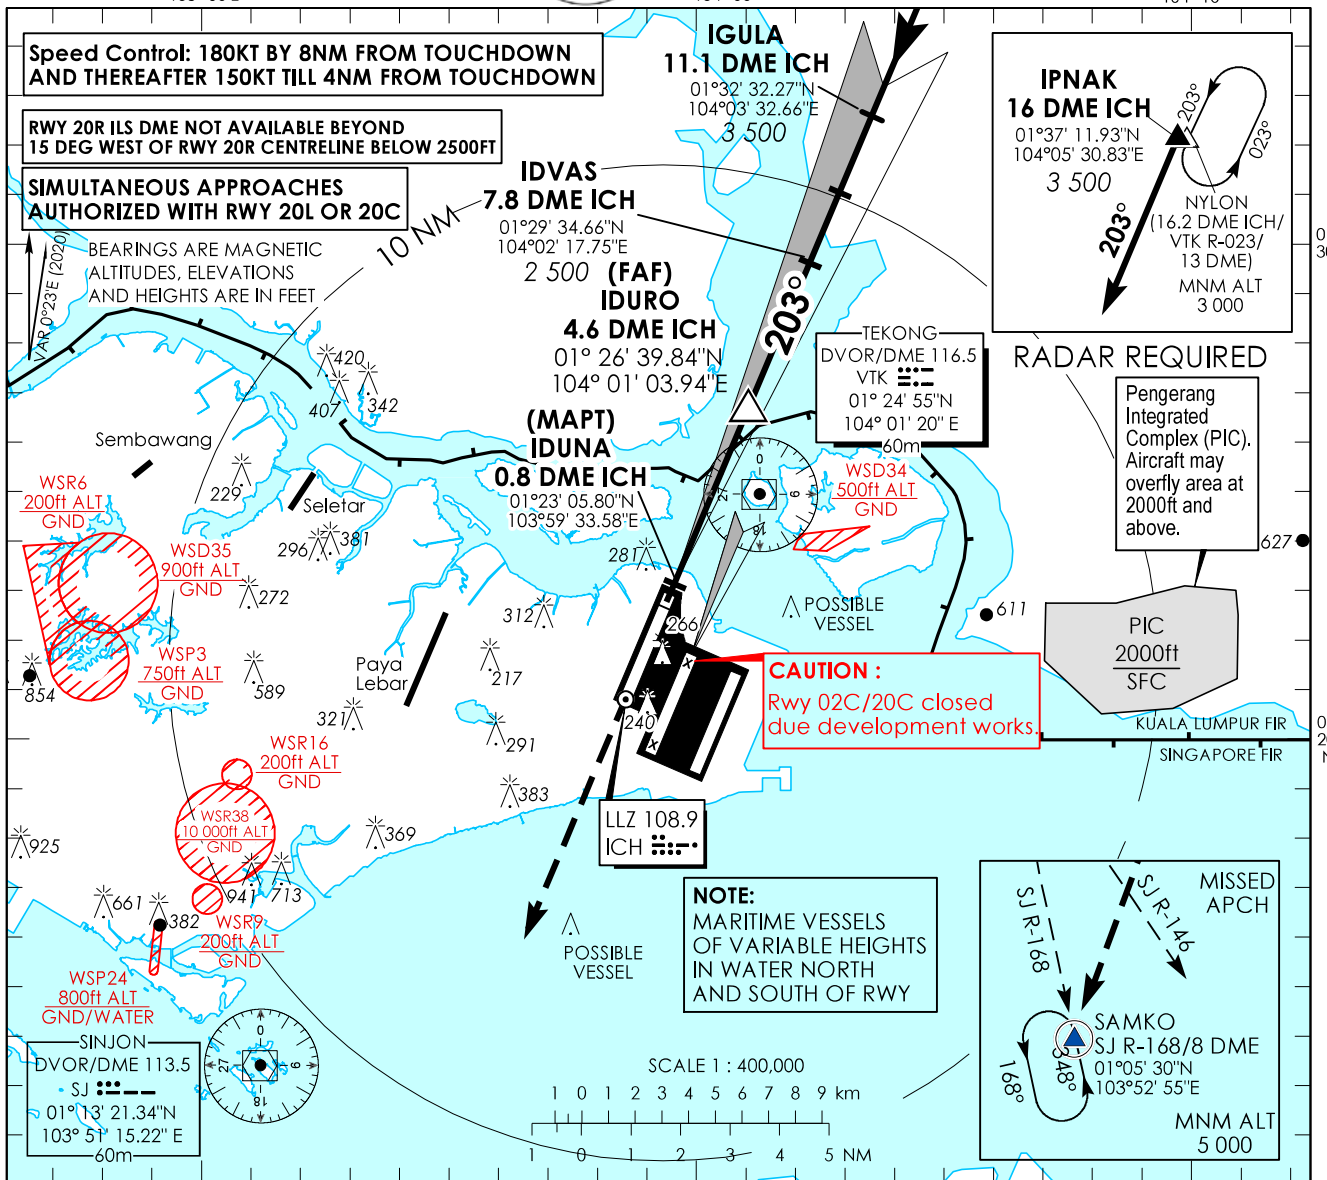 Speed Control: 180KT BY 8NM FROM TOUCHDOWN
AND THEREAFTER 150KT TILL 4NM FROM TOUCHDOWN
RWY 20R ILS DME NOT AVAILABLE BEYOND
15 DEG WEST OF RWY 20R CENTRELINE BELOW 2500FT
SIMULTANEOUS APPROACHES
AUTHORIZED WITH RWY 20L OR 20C
BEARINGS ARE MAGNETIC
ALTITUDES, ELEVATIONS
AND HEIGHTS ARE IN FEET
VAR 0°23'E (2020)
10 NM
IGULA
11.1 DME ICH
01°32' 32.27"N
104°03' 32.66"E
3 500
IDVAS
7.8 DME ICH
01°29' 34.66"N
104°02' 17.75"E
2 500
(FAF)
IDURO
4.6 DME ICH
01° 26' 39.84"N
104° 01' 03.94"E
(MAPT)
IDUNA
0.8 DME ICH
01°23' 05.80"N
103°59' 33.58"E
203°
IPNAK
16 DME ICH
01°37' 11.93"N
104°05' 30.83"E
3 500
203°
023°
203°
NYLON
(16.2 DME ICH/
VTK R-023/
13 DME)
MNM ALT
3 000
TEKONG
DVOR/DME 116.5
VTK
01° 24' 55"N
104° 01' 20" E
60m
RADAR REQUIRED
Pengerang
Integrated
Complex (PIC).
Aircraft may
overfly area at
2000ft and
above.
420
407
342
Sembawang
229
Seletar
296
381
WSR6
200ft ALT
GND
WSD35
900ft ALT
GND
272
WSP3
750ft ALT
GND
854
589
Paya
Lebar
321
312
217
291
383
281
266
240
0
9
18
27
WSD34
500ft ALT
GND
POSSIBLE
VESSEL
627
611
PIC
2000ft
SFC
CAUTION :
Rwy 02C/20C closed
due development works.
KUALA LUMPUR FIR
SINGAPORE FIR
WSR16
200ft ALT
GND
WSR38
10 000ft ALT
GND
925
369
941
713
661
382
WSR9
200ft ALT
GND
WSP24
800ft ALT
GND/WATER
LLZ 108.9
ICH
POSSIBLE
VESSEL
NOTE:
MARITIME VESSELS
OF VARIABLE HEIGHTS
IN WATER NORTH
AND SOUTH OF RWY
SINJON
DVOR/DME 113.5
SJ
01° 13' 21.34"N
103° 51' 15.22" E
60m
0
9
18
27
SCALE 1 : 400,000
1 0 1 2 3 4 5 6 7 8 9 km
1 0 1 2 3 4 5 NM
MISSED
APCH
SJ R-168
SJ R-146
SAMKO
SJ R-168/8 DME
01°05' 30"N
103°52' 55"E
168°
348°
MNM ALT
5 000